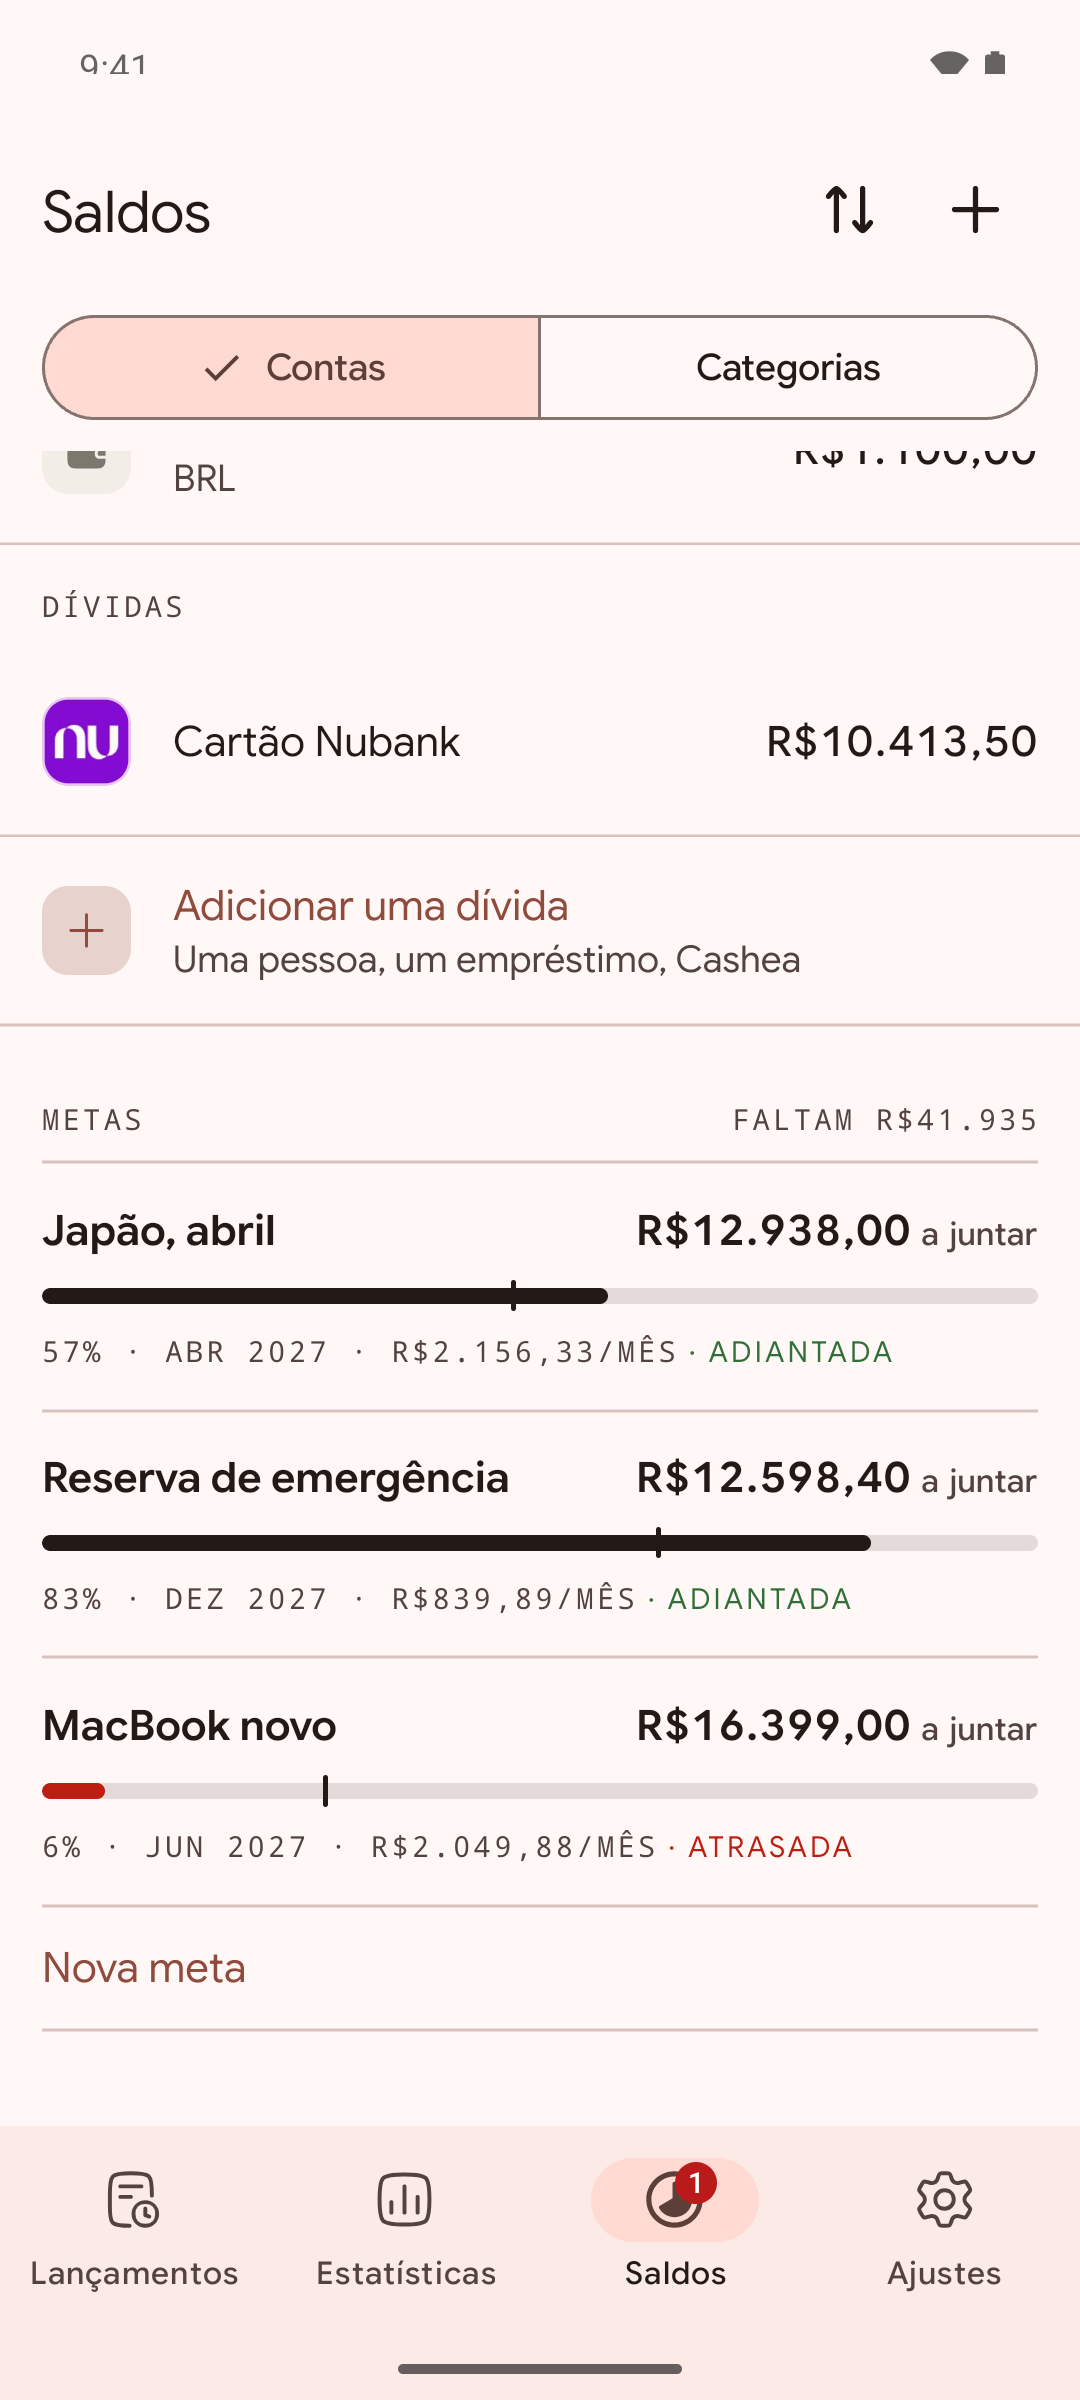 9:41
Saldos
Contas
Categorias
BRL
R$1.100,00
DÍVIDAS
nu
Cartão Nubank
R$10.413,50
Adicionar uma dívida
Uma pessoa, um empréstimo, Cashea
METAS
FALTAM R$41.935
Japão, abril
R$12.938,00 a juntar
57% · ABR 2027 · R$2.156,33/MÊS · ADIANTADA
Reserva de emergência
R$12.598,40 a juntar
83% · DEZ 2027 · R$839,89/MÊS · ADIANTADA
MacBook novo
R$16.399,00 a juntar
6% · JUN 2027 · R$2.049,88/MÊS · ATRASADA
Nova meta
1
Lançamentos
Estatísticas
Saldos
Ajustes